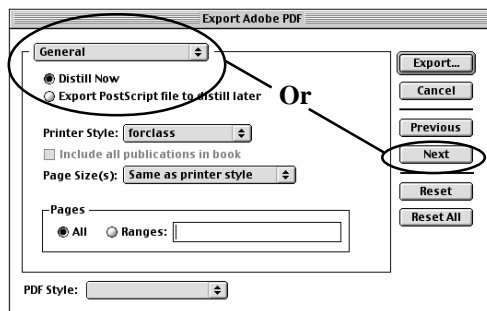 Export Adobe PDF
General
Distill Now
Export PostScript file to distill later
Or
Printer Style: forclass
Include all publications in book
Page Size(s): Same as printer style
Pages
All Ranges:
PDF Style:
Export...
Cancel
Previous
Next
Reset
Reset All